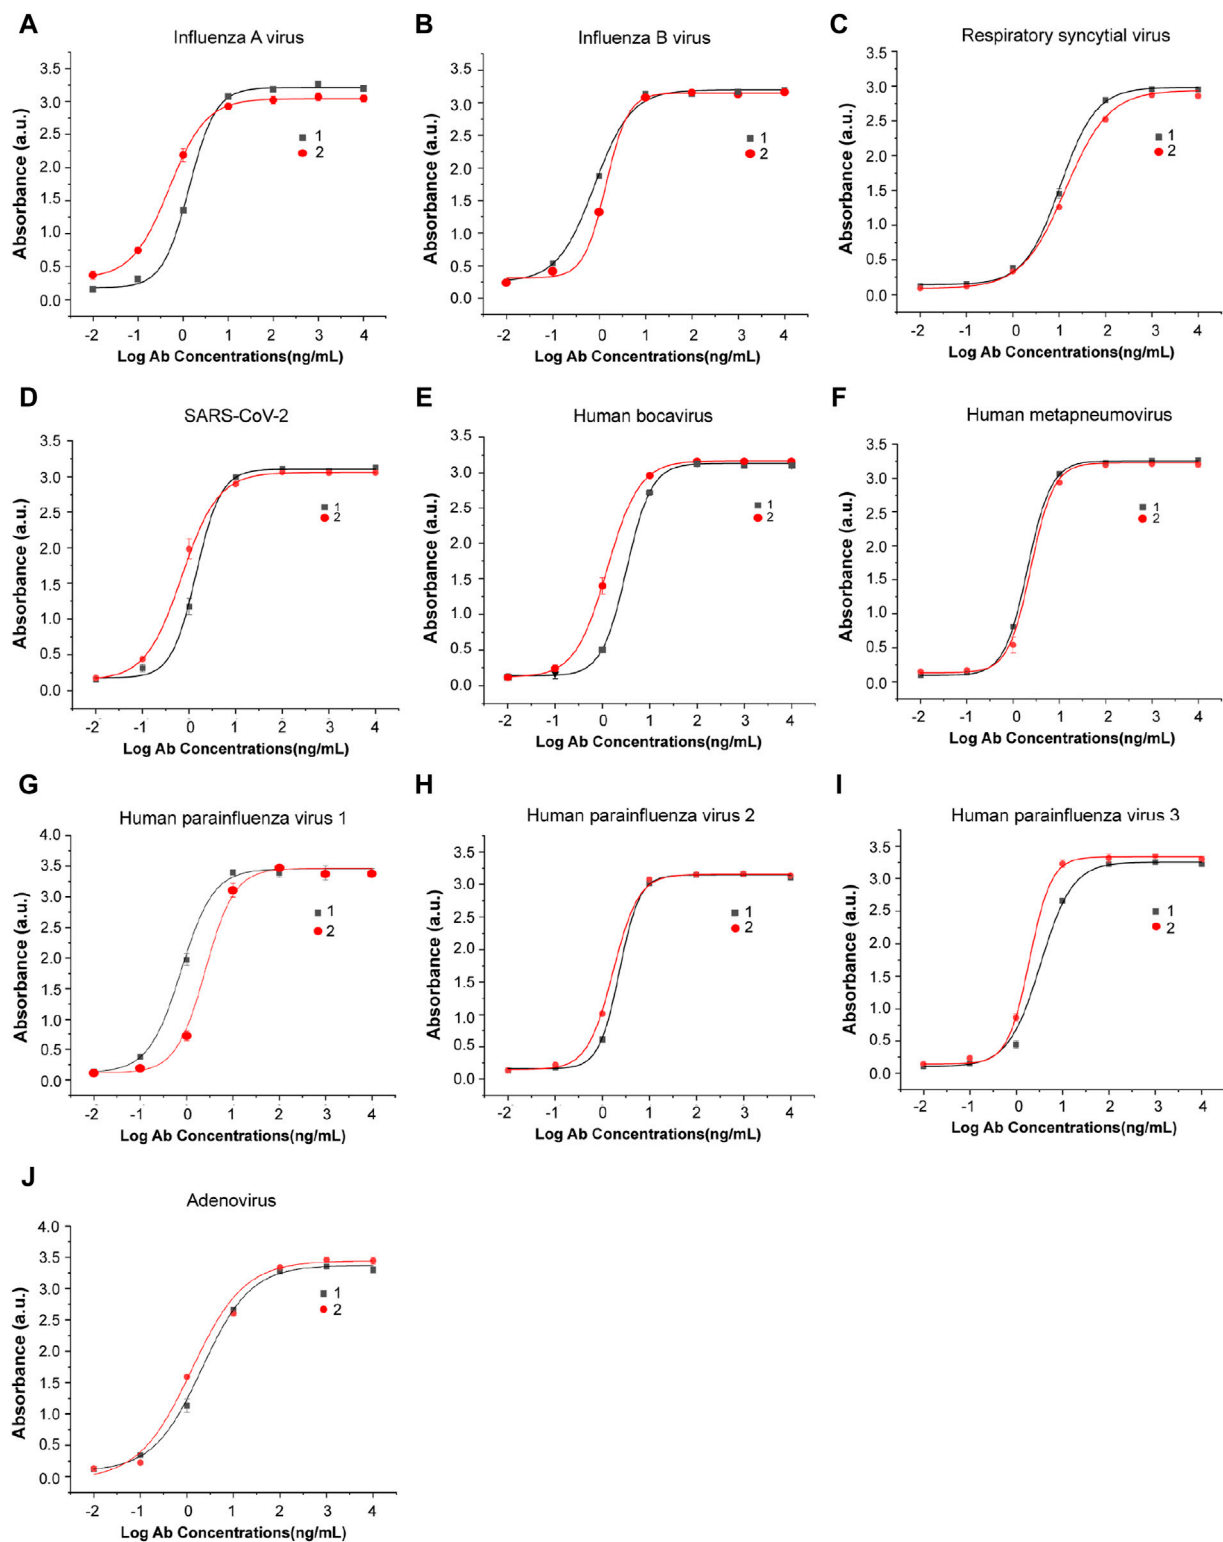 A
Influenza A virus
Absorbance (a.u.)
3.5
3.0
2.5
2.0
1.5
1.0
0.5
0.0
1
2
-2 -1 0 1 2 3 4
Log Ab Concentrations(ng/mL)
B
Influenza B virus
Absorbance (a.u.)
3.5
3.0
2.5
2.0
1.5
1.0
0.5
0.0
1
2
-2 -1 0 1 2 3 4
Log Ab Concentrations(ng/mL)
C
Respiratory syncytial virus
Absorbance (a.u.)
3.5
3.0
2.5
2.0
1.5
1.0
0.5
0.0
1
2
-2 -1 0 1 2 3 4
Log Ab Concentrations(ng/mL)
D
SARS-CoV-2
Absorbance (a.u.)
3.5
3.0
2.5
2.0
1.5
1.0
0.5
0.0
1
2
-2 -1 0 1 2 3 4
Log Ab Concentrations(ng/mL)
E
Human bocavirus
Absorbance (a.u.)
3.5
3.0
2.5
2.0
1.5
1.0
0.5
0.0
1
2
-2 -1 0 1 2 3 4
Log Ab Concentrations(ng/mL)
F
Human metapneumovirus
Absorbance (a.u.)
3.5
3.0
2.5
2.0
1.5
1.0
0.5
0.0
1
2
-2 -1 0 1 2 3 4
Log Ab Concentrations(ng/mL)
G
Human parainfluenza virus 1
Absorbance (a.u.)
4.0
3.5
3.0
2.5
2.0
1.5
1.0
0.5
0.0
1
2
-2 -1 0 1 2 3 4
Log Ab Concentrations(ng/mL)
H
Human parainfluenza virus 2
Absorbance (a.u.)
3.5
3.0
2.5
2.0
1.5
1.0
0.5
0.0
1
2
-2 -1 0 1 2 3 4
Log Ab Concentrations(ng/mL)
I
Human parainfluenza virus 3
Absorbance (a.u.)
3.5
3.0
2.5
2.0
1.5
1.0
0.5
0.0
1
2
-2 -1 0 1 2 3 4
Log Ab Concentrations(ng/mL)
J
Adenovirus
Absorbance (a.u.)
4.0
3.5
3.0
2.5
2.0
1.5
1.0
0.5
0.0
1
2
-2 -1 0 1 2 3 4
Log Ab Concentrations(ng/mL)